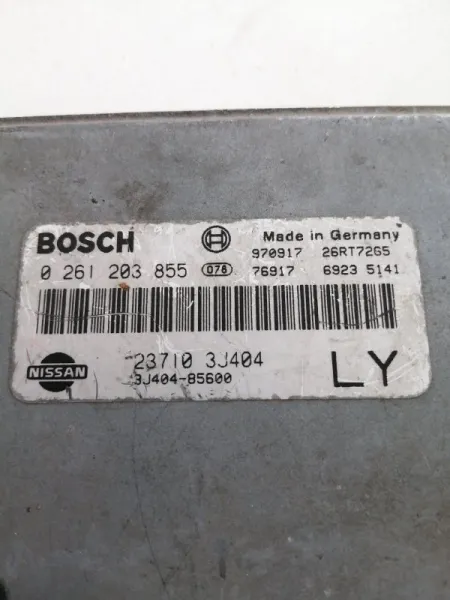 BOSCH
Made in Germany
970917 26RT7265
0 261 203 855 078 76917 6923 5141
NISSAN
23710 3J404
3J404-85600
LY